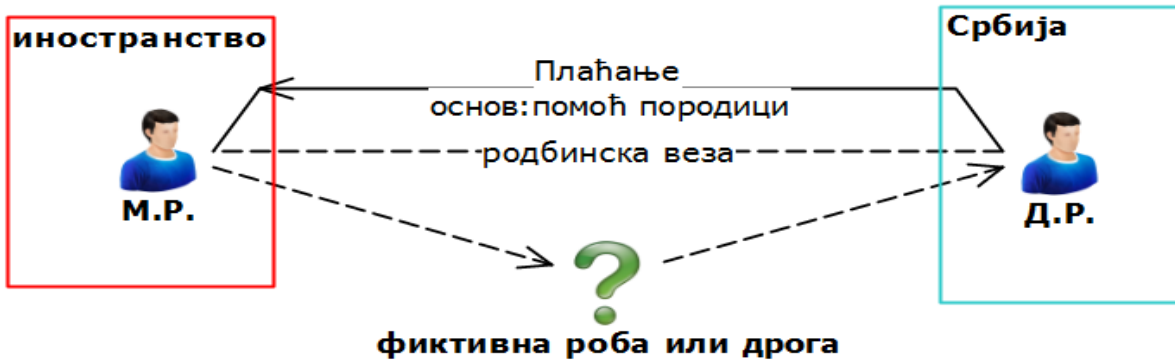 иностранство
Србија
Плаћање
основ:помоћ породици
родбинска веза
М.Р.
Д.Р.
фиктивна роба или дрога